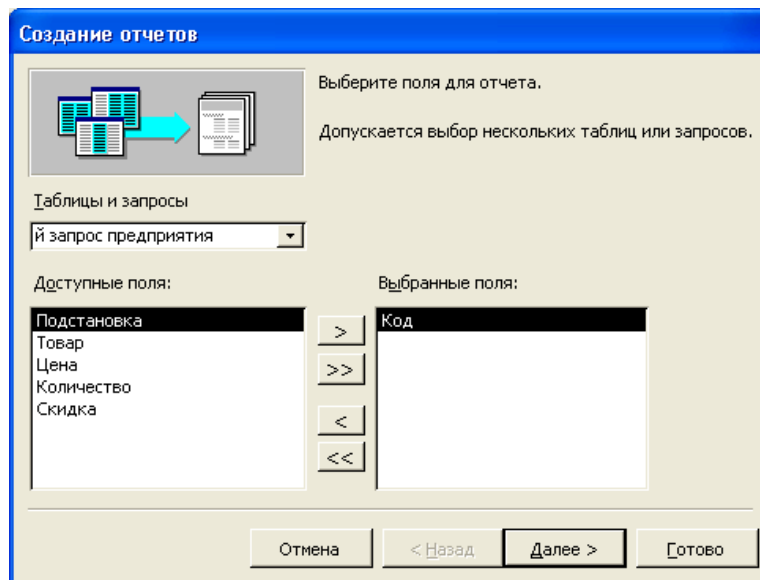 Создание отчетов
Выберите поля для отчета.
Допускается выбор нескольких таблиц или запросов.
Таблицы и запросы
й запрос предприятия
Доступные поля:
Выбранные поля:
Подстановка
Товар
Цена
Количество
Скидка
>
>>
<
<<
Код
Отмена
< Назад
Далее >
Готово